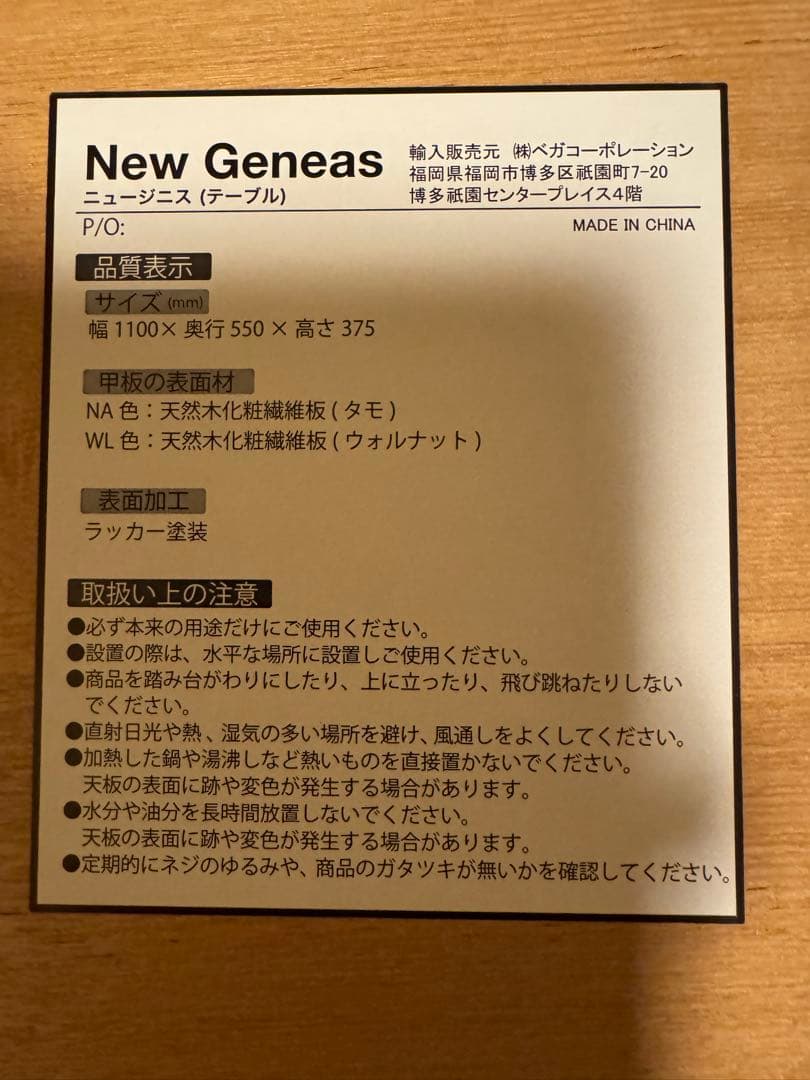 New Geneas
ニュージニス (テーブル)
輸入販売元 ㈱ベガコーポレーション
福岡県福岡市博多区祇園町7-20
博多祇園センタープレイス4階
P/O:
MADE IN CHINA
品質表示
サイズ (mm)
幅 1100× 奥行 550 × 高さ 375
甲板の表面材
NA 色：天然木化粧繊維板 ( タモ )
WL 色：天然木化粧繊維板 ( ウォルナット )
表面加工
ラッカー塗装
取扱い上の注意
●必ず本来の用途だけにご使用ください。
●設置の際は、水平な場所に設置しご使用ください。
●商品を踏み台がわりにしたり、上に立ったり、飛び跳ねたりしない
でください。
●直射日光や熱、湿気の多い場所を避け、風通しをよくしてください。
●加熱した鍋や湯沸しなど熱いものを直接置かないでください。
天板の表面に跡や変色が発生する場合があります。
●水分や油分を長時間放置しないでください。
天板の表面に跡や変色が発生する場合があります。
●定期的にネジのゆるみや、商品のガタツキが無いかを確認してください。